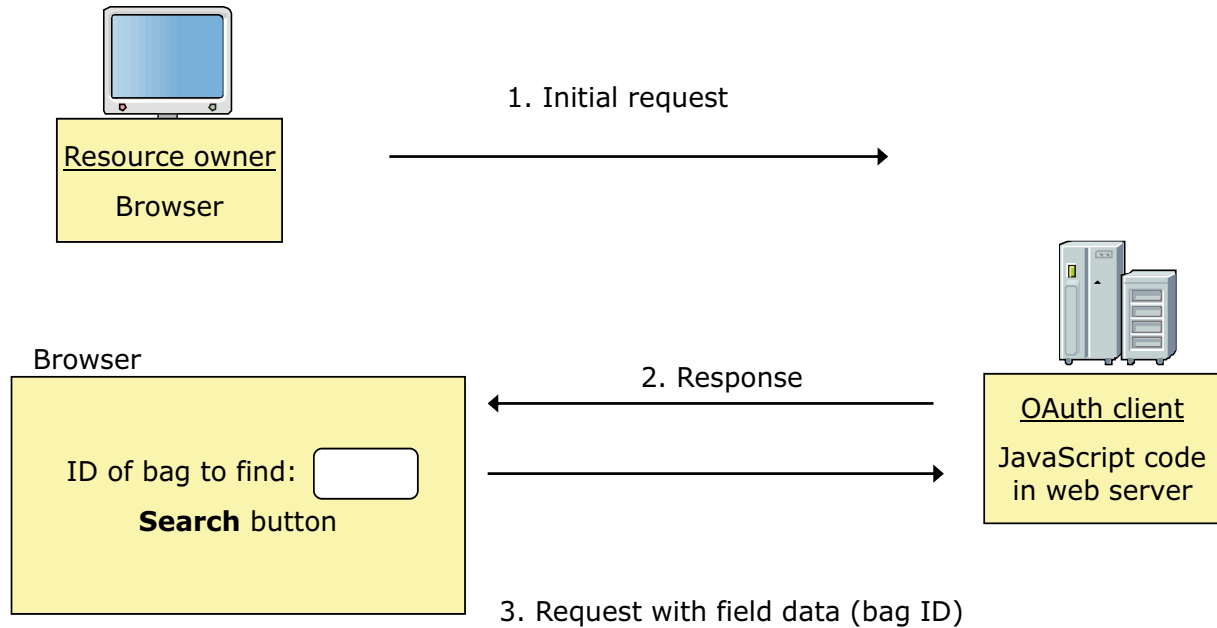 1. Initial request
Resource owner
Browser
Browser
2. Response
ID of bag to find:
Search button
OAuth client
JavaScript code
in web server
3. Request with field data (bag ID)